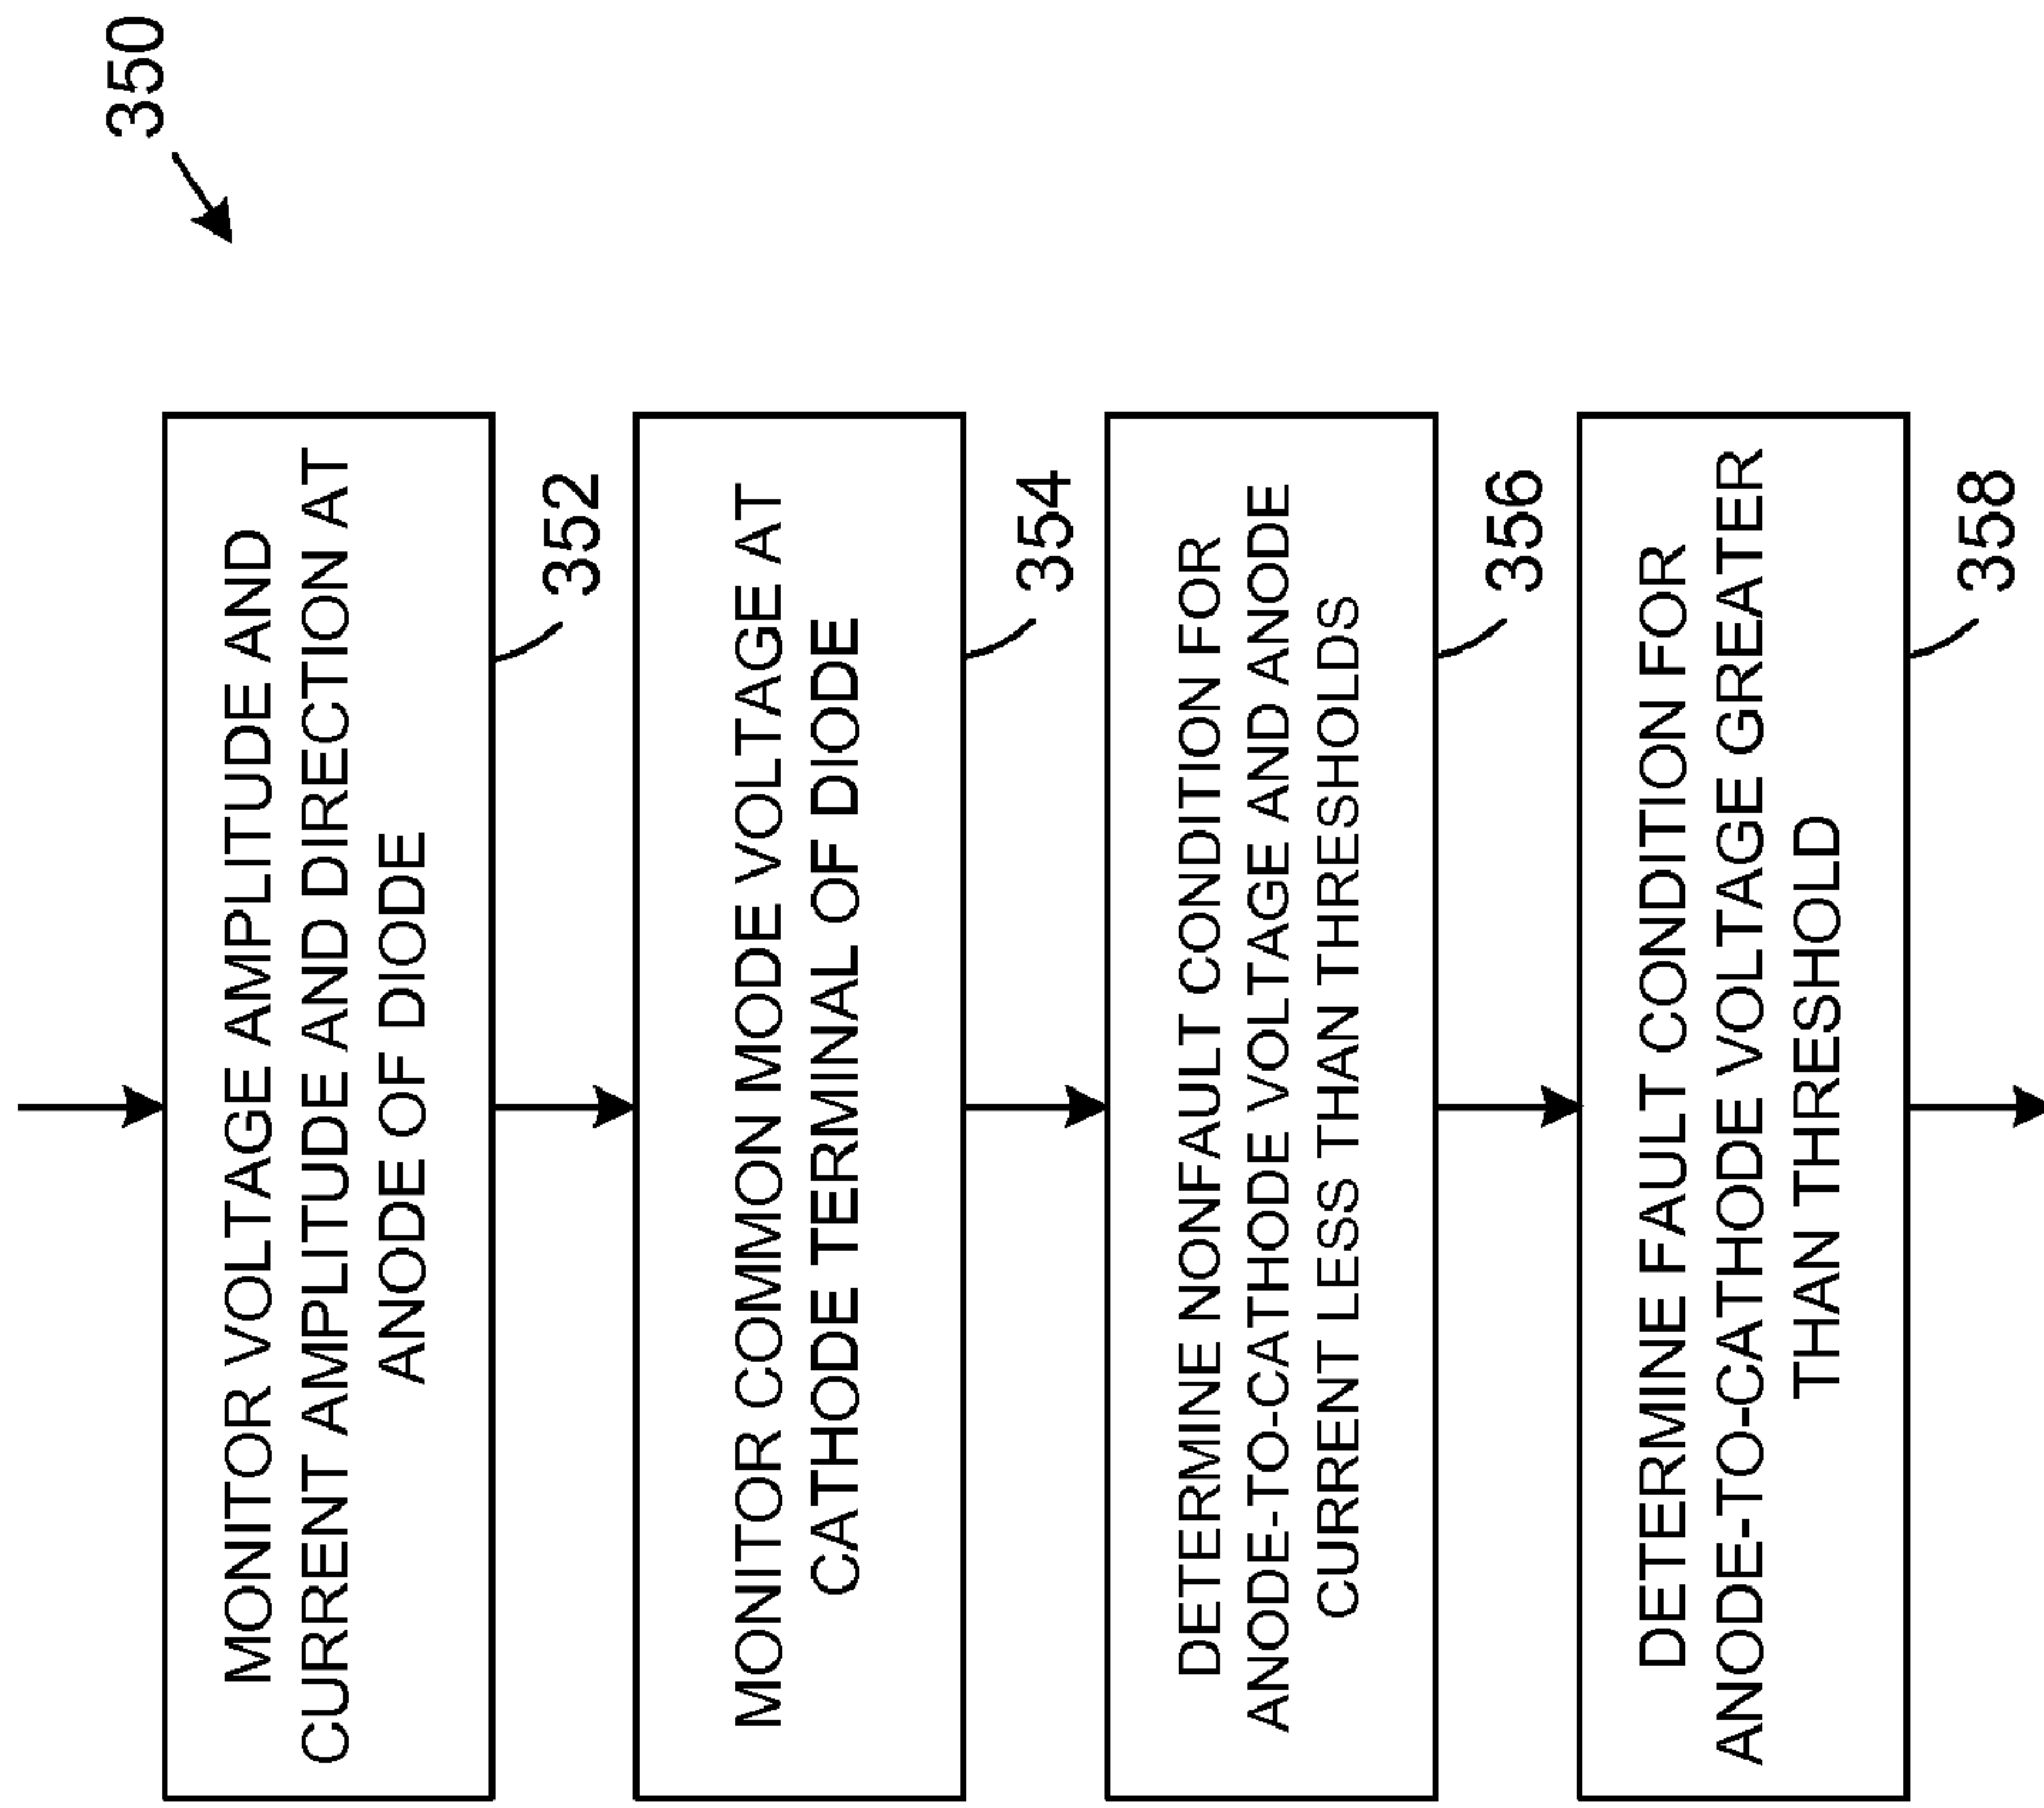 350
MONITOR VOLTAGE AMPLITUDE AND
CURRENT AMPLITUDE AND DIRECTION AT
ANODE OF DIODE
352
MONITOR COMMON MODE VOLTAGE AT
CATHODE TERMINAL OF DIODE
354
DETERMINE NONFAULT CONDITION FOR
ANODE-TO-CATHODE VOLTAGE AND ANODE
CURRENT LESS THAN THRESHOLDS
356
DETERMINE FAULT CONDITION FOR
ANODE-TO-CATHODE VOLTAGE GREATER
THAN THRESHOLD
358